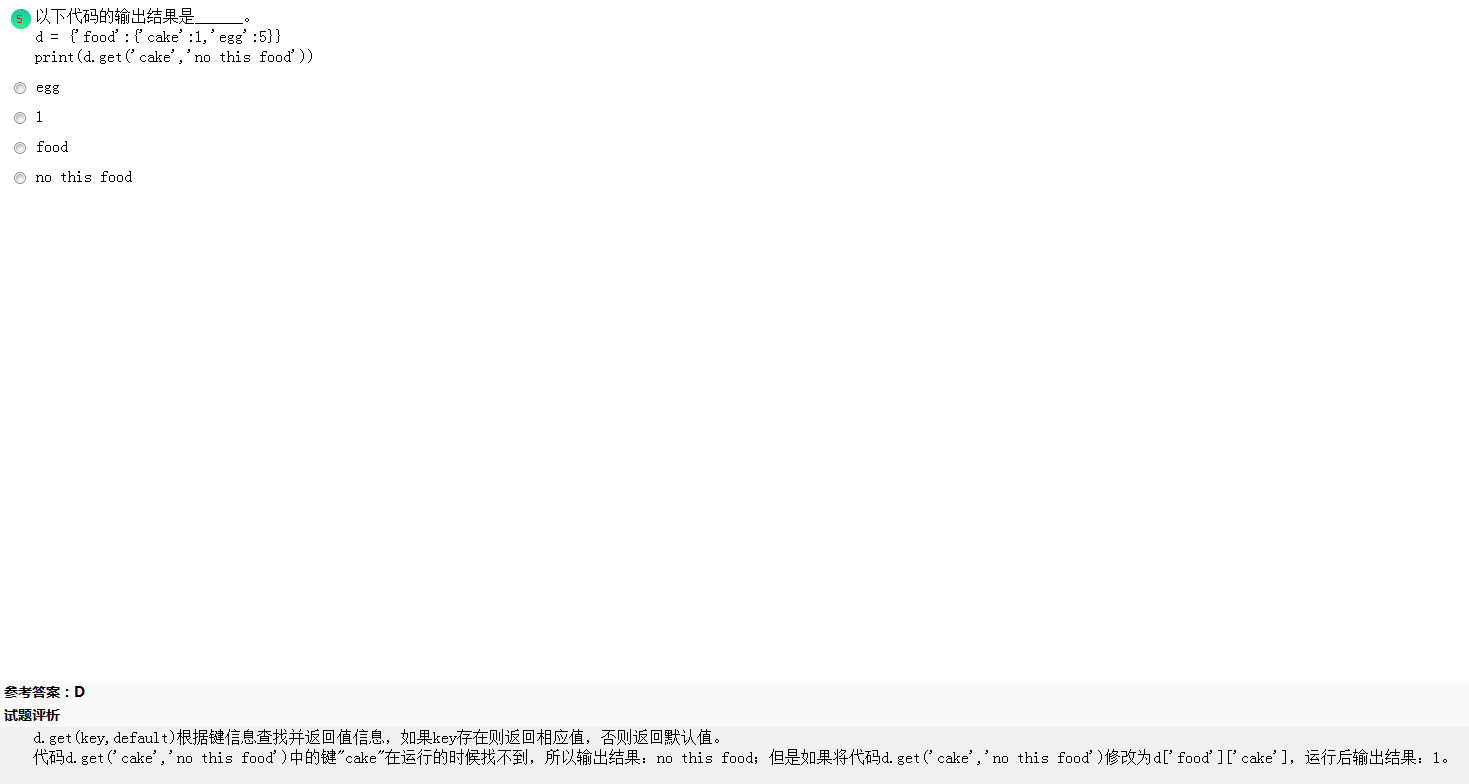 5 以下代码的输出结果是______。
d = {'food':{'cake':1,'egg':5}}
print(d.get('cake','no this food'))
egg
1
food
no this food
参考答案：D
试题评析
d.get(key,default)根据键信息查找并返回值信息，如果key存在则返回相应值，否则返回默认值。
代码d.get('cake','no this food')中的键"cake"在运行的时候找不到，所以输出结果：no this food；但是如果将代码d.get('cake','no this food')修改为d['food']['cake']，运行后输出结果：1。